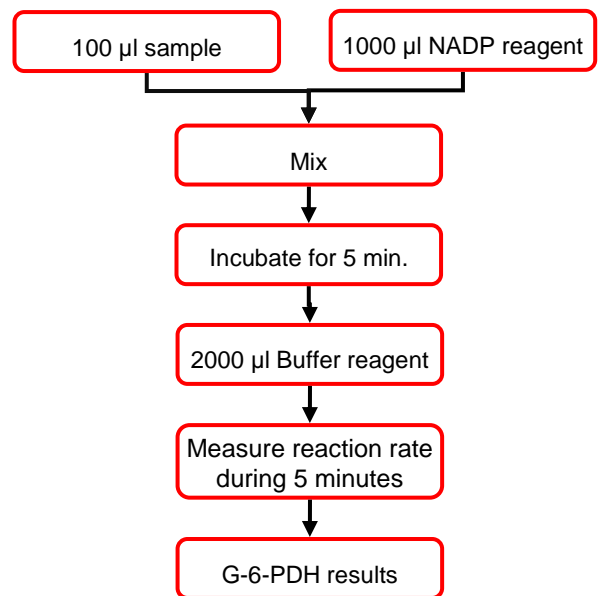 100 µl sample
1000 µl NADP reagent
Mix
Incubate for 5 min.
2000 µl Buffer reagent
Measure reaction rate
during 5 minutes
G-6-PDH results